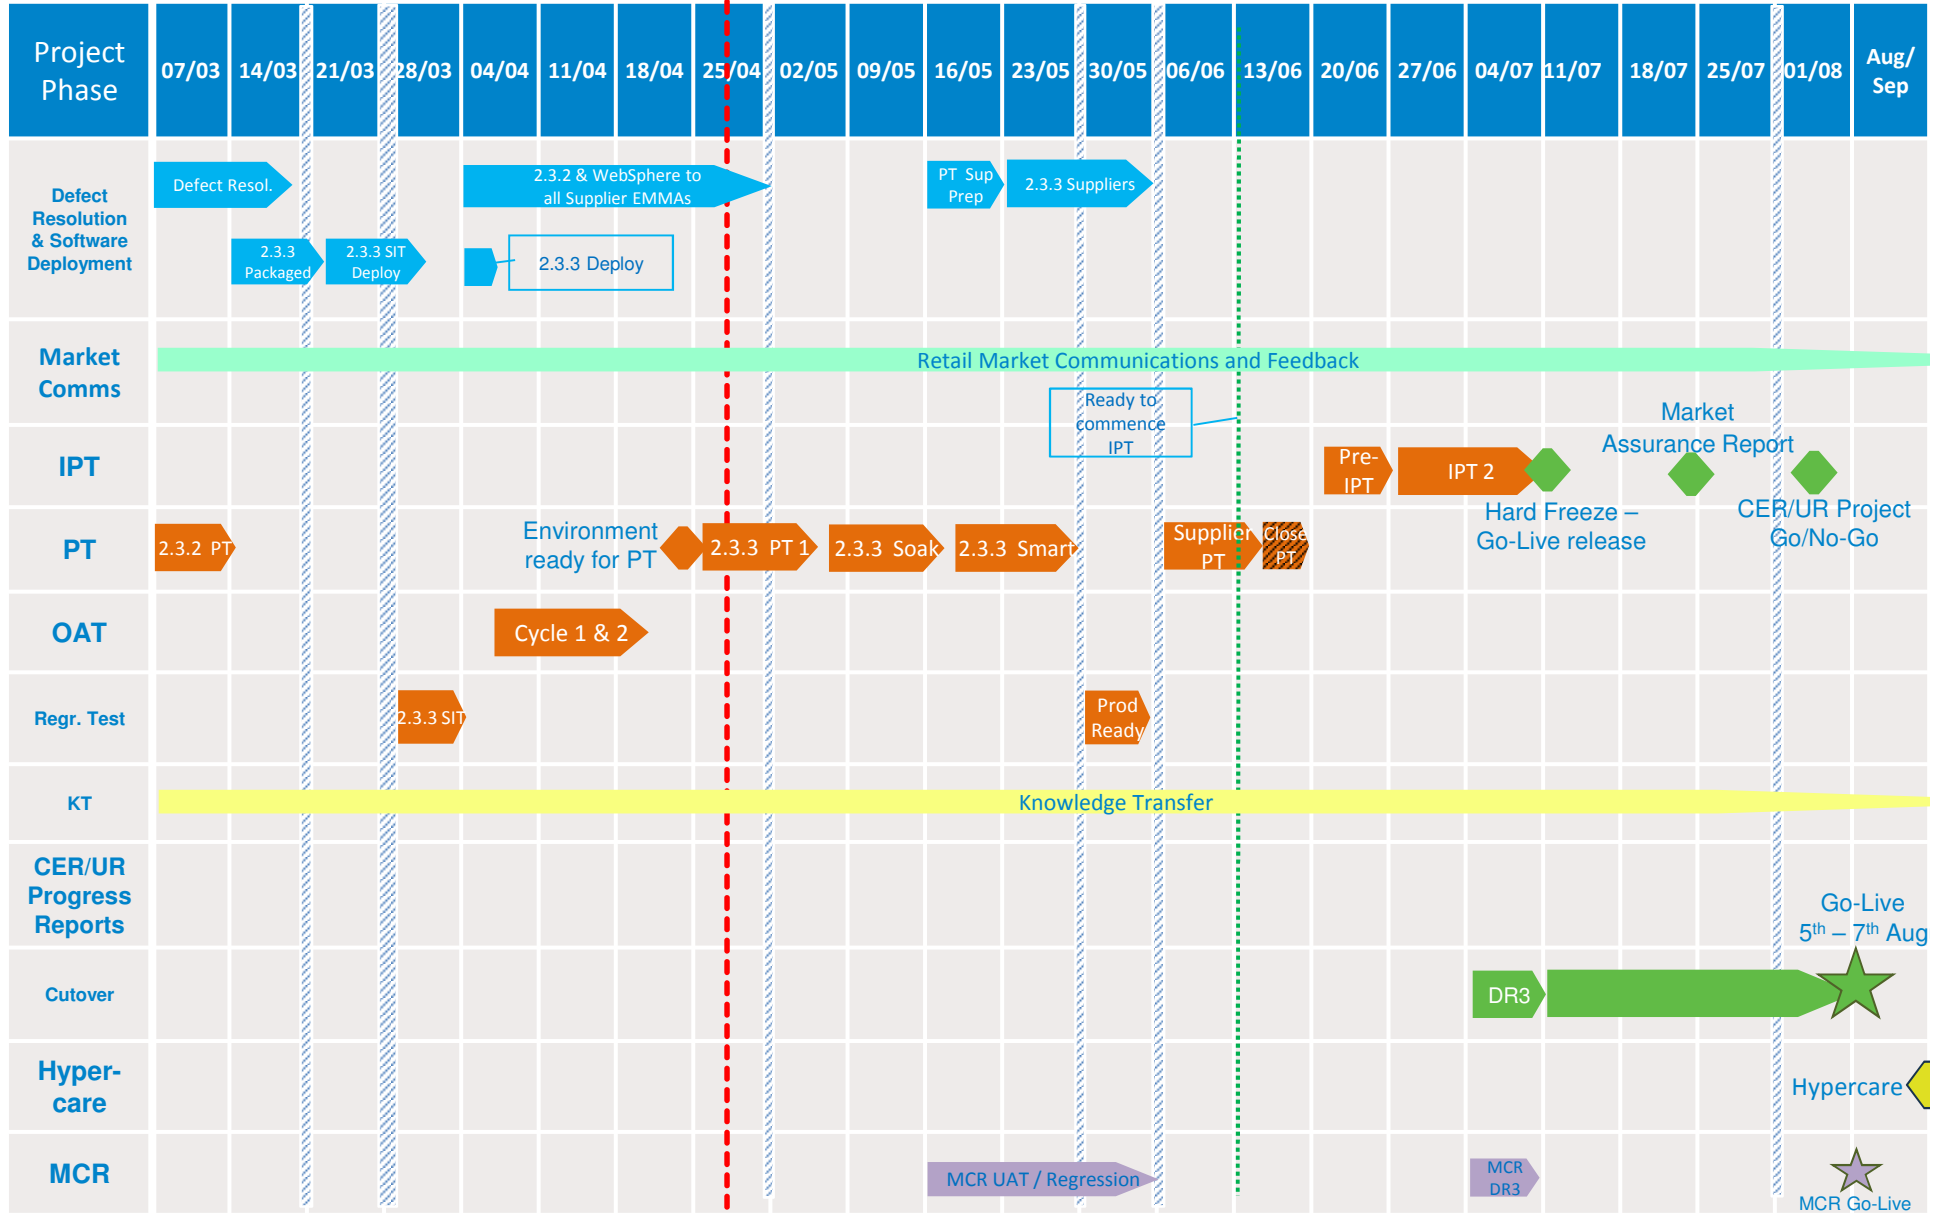 Project
Phase
07/03 14/03 21/03 28/03 04/04 11/04 18/04 25/04 02/05 09/05 16/05 23/05 30/05 06/06 13/06 20/06 27/06 04/07 11/07 18/07 25/07 01/08 Aug/
Sep
Defect
Resolution
& Software
Deployment
Defect Resol.
2.3.2 & WebSphere to
all Supplier EMMAs
PT Sup
Prep
2.3.3 Suppliers
2.3.3
Packaged
2.3.3 SIT
Deploy
2.3.3 Deploy
Market
Comms
Retail Market Communications and Feedback
Ready to
commence
IPT
IPT
Pre-
IPT
IPT 2
Market
Assurance Report
Hard Freeze –
Go-Live release
CER/UR Project
Go/No-Go
PT
2.3.2 PT
Environment
ready for PT
2.3.3 PT 1
2.3.3 Soak
2.3.3 Smart
Supplier
PT
Close
PT
OAT
Cycle 1 & 2
Regr. Test
2.3.3 SIT
Prod
Ready
KT
Knowledge Transfer
CER/UR
Progress
Reports
Go-Live
5th – 7th Aug
Cutover
DR3
Hyper-
care
Hypercare
MCR
MCR UAT / Regression
MCR
DR3
MCR Go-Live